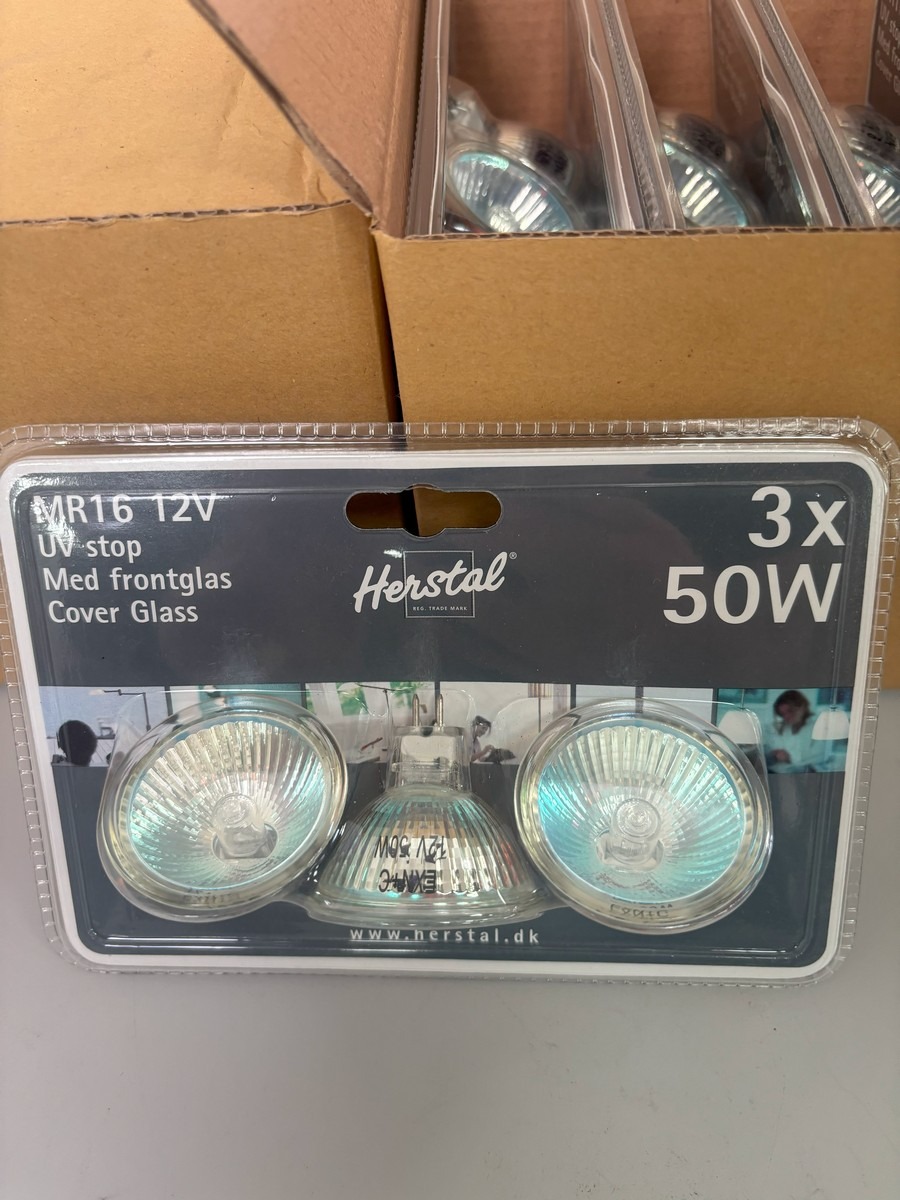 MR16 12V
UV stop
Med frontglas
Cover Glass
Herstal®
REG. TRADE MARK
3x
50W
12V 50W
EXN+C
www.herstal.dk